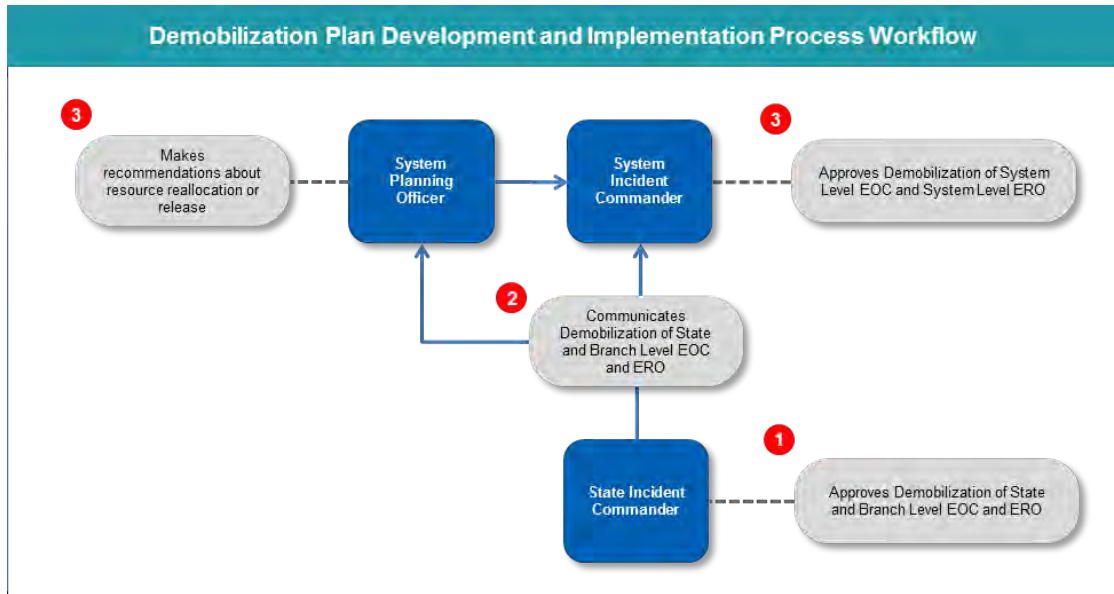 Demobilization Plan Development and Implementation Process Workflow
3
Makes
recommendations about
resource reallocation or
release
System
Planning
Officer
System
Incident
Commander
3
Approves Demobilization of System
Level EOC and System Level ERO
2
Communicates
Demobilization of State
and Branch Level EOC
and ERO
State Incident
Commander
1
Approves Demobilization of State
and Branch Level EOC and ERO